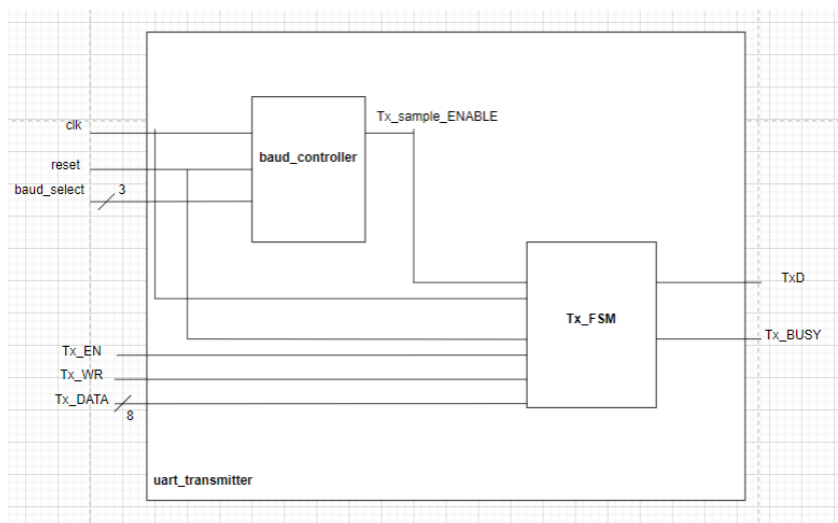 Tx_sample_ENABLE
clk
baud_controller
reset
baud_select
3
TxD
Tx_FSM
Tx_BUSY
Tx_EN
Tx_WR
Tx_DATA
8
uart_transmitter